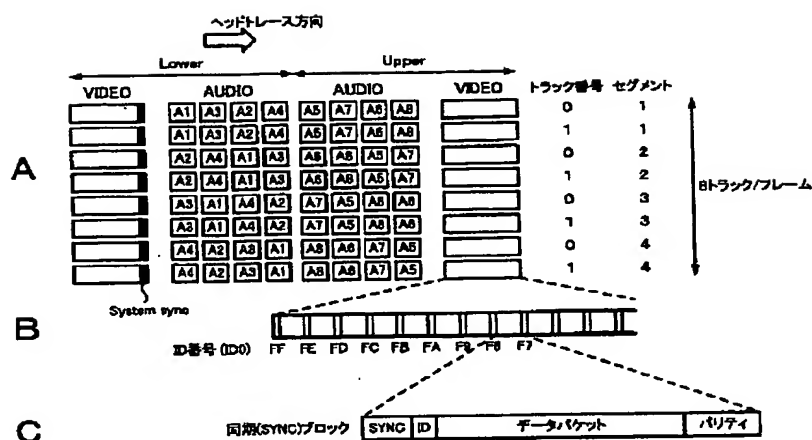 ヘッドトレース方向
Lower Upper
VIDEO AUDIO AUDIO VIDEO トラック番号 セグメント
A1 A3 A2 A4 A5 A7 A6 A8 0 1
A1 A3 A2 A4 A5 A7 A6 A8 1 1
A2 A4 A1 A3 A6 A8 A5 A7 0 2
A2 A4 A1 A3 A6 A8 A5 A7 1 2
A3 A1 A4 A2 A7 A5 A8 A6 0 3
A3 A1 A4 A2 A7 A5 A8 A6 1 3
A4 A2 A3 A1 A8 A6 A7 A5 0 4
A4 A2 A3 A1 A8 A6 A7 A5 1 4
A
8トラック/フレーム
System sync
B
ID番号(ID0) FF FE FD FC FB FA F9 F8 F7
C
同期(SYNC)ブロック SYNC ID データパケット パリティ